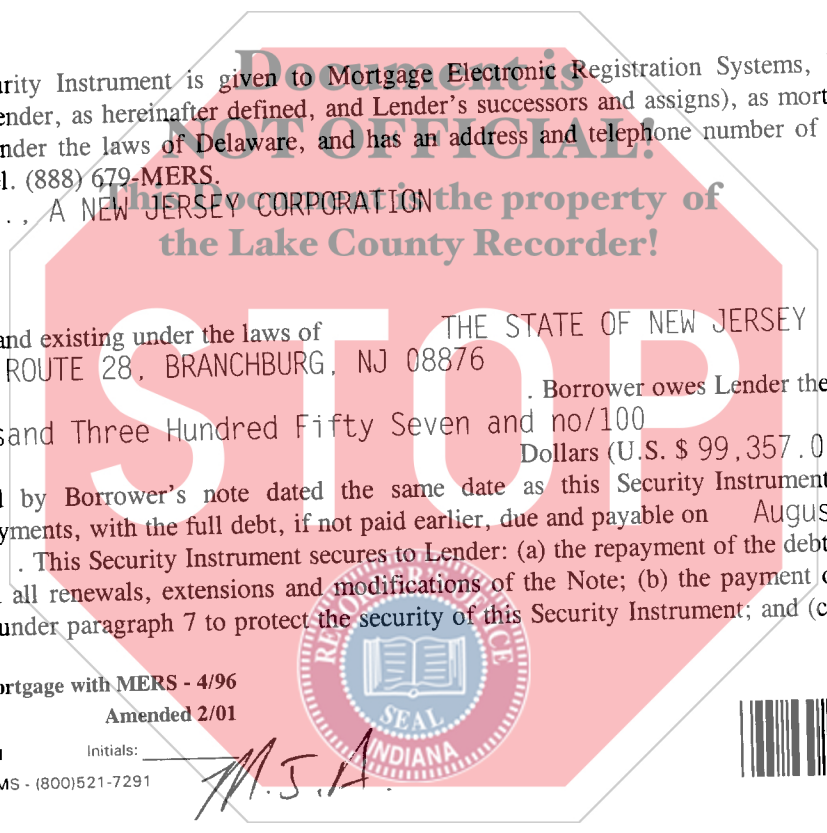 Document is
urity Instrument is given to Mortgage Electronic Registration Systems,
ender, as hereinafter defined, and Lender's successors and assigns), as mort
NOT OFFICIAL!
nder the laws of Delaware, and has an address and telephone number of
l. (888) 679-MERS.
This Document is the property of
., A NEW JERSEY CORPORATION
the Lake County Recorder!
STOP
and existing under the laws of THE STATE OF NEW JERSEY
ROUTE 28, BRANCHBURG, NJ 08876
. Borrower owes Lender the
sand Three Hundred Fifty Seven and no/100
Dollars (U.S. $ 99,357.0
d by Borrower's note dated the same date as this Security Instrument
yments, with the full debt, if not paid earlier, due and payable on Augus
. This Security Instrument secures to Lender: (a) the repayment of the debt
all renewals, extensions and modifications of the Note; (b) the payment o
under paragraph 7 to protect the security of this Security Instrument; and (c
RECORDER'S OFFICE
SEAL
INDIANA
ortgage with MERS - 4/96
Amended 2/01
Initials: M.J.A.
MS - (800)521-7291